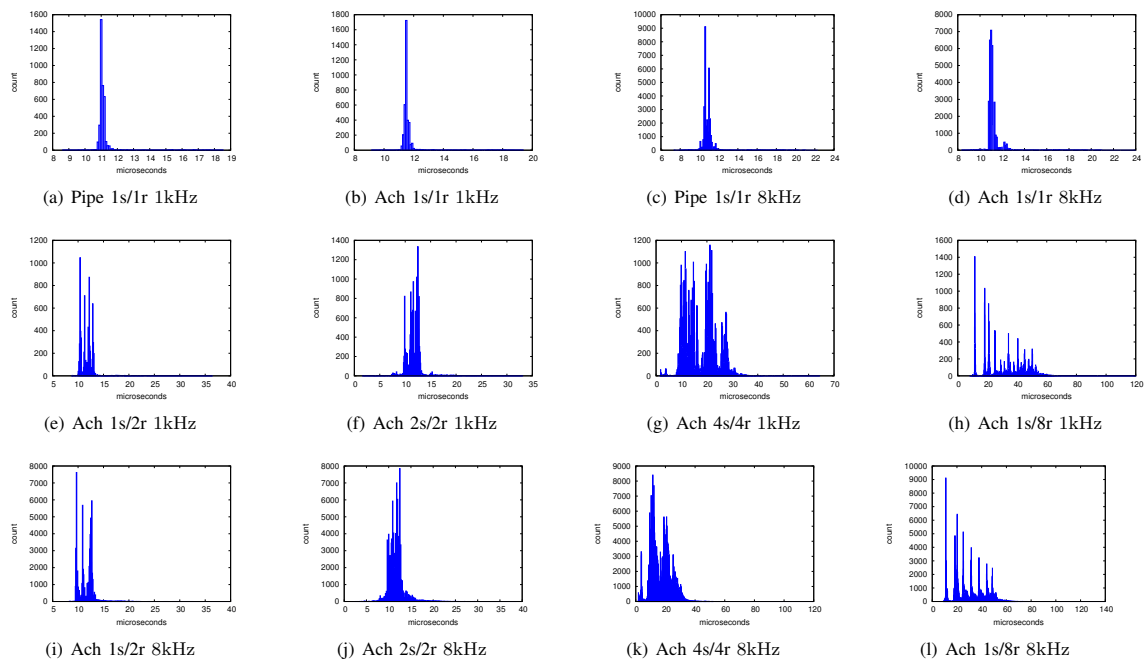 count
1800
1600
1400
1200
1000
800
600
400
200
0
8 9 10 11 12 13 14 15 16 17 18 19
microseconds
(a) Pipe 1s/1r 1kHz
count
1800
1600
1400
1200
1000
800
600
400
200
0
8 10 12 14 16 18 20
microseconds
(b) Ach 1s/1r 1kHz
count
10000
9000
8000
7000
6000
5000
4000
3000
2000
1000
0
6 8 10 12 14 16 18 20 22 24
microseconds
(c) Pipe 1s/1r 8kHz
count
8000
7000
6000
5000
4000
3000
2000
1000
0
8 10 12 14 16 18 20 22 24
microseconds
(d) Ach 1s/1r 8kHz
count
1200
1000
800
600
400
200
0
5 10 15 20 25 30 35 40
microseconds
(e) Ach 1s/2r 1kHz
count
1400
1200
1000
800
600
400
200
0
0 5 10 15 20 25 30 35
microseconds
(f) Ach 2s/2r 1kHz
count
1200
1000
800
600
400
200
0
0 10 20 30 40 50 60 70
microseconds
(g) Ach 4s/4r 1kHz
count
1600
1400
1200
1000
800
600
400
200
0
0 20 40 60 80 100 120
microseconds
(h) Ach 1s/8r 1kHz
count
8000
7000
6000
5000
4000
3000
2000
1000
0
5 10 15 20 25 30 35 40
microseconds
(i) Ach 1s/2r 8kHz
count
8000
7000
6000
5000
4000
3000
2000
1000
0
0 5 10 15 20 25 30 35 40
microseconds
(j) Ach 2s/2r 8kHz
count
9000
8000
7000
6000
5000
4000
3000
2000
1000
0
0 20 40 60 80 100 120
microseconds
(k) Ach 4s/4r 8kHz
count
10000
9000
8000
7000
6000
5000
4000
3000
2000
1000
0
0 20 40 60 80 100 120 140
microseconds
(l) Ach 1s/8r 8kHz